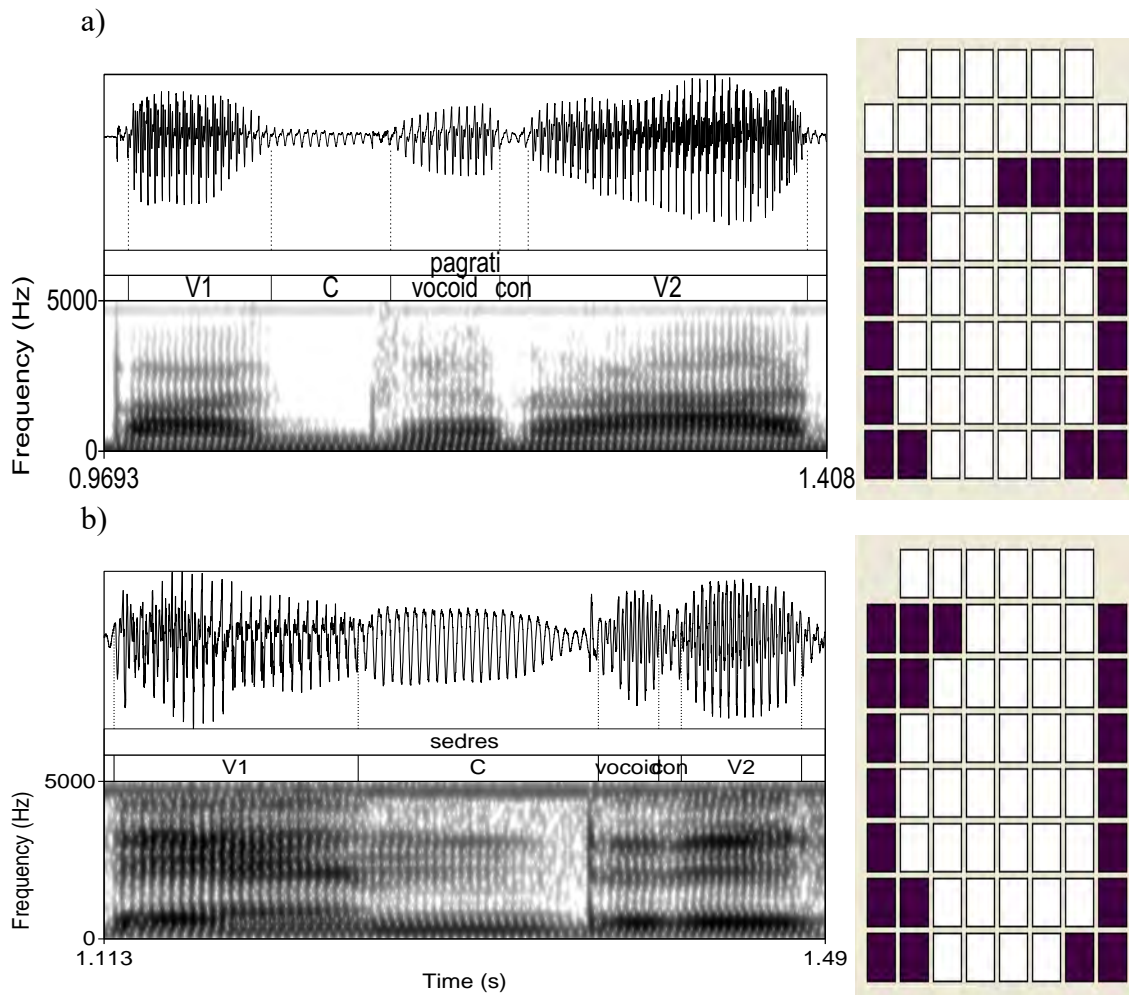 a)
pagrati
V1 C vocoid con V2
5000
Frequency (Hz)
0
0.9693 1.408
b)
sedres
V1 C vocoid con V2
5000
Frequency (Hz)
0
1.113 1.49
Time (s)